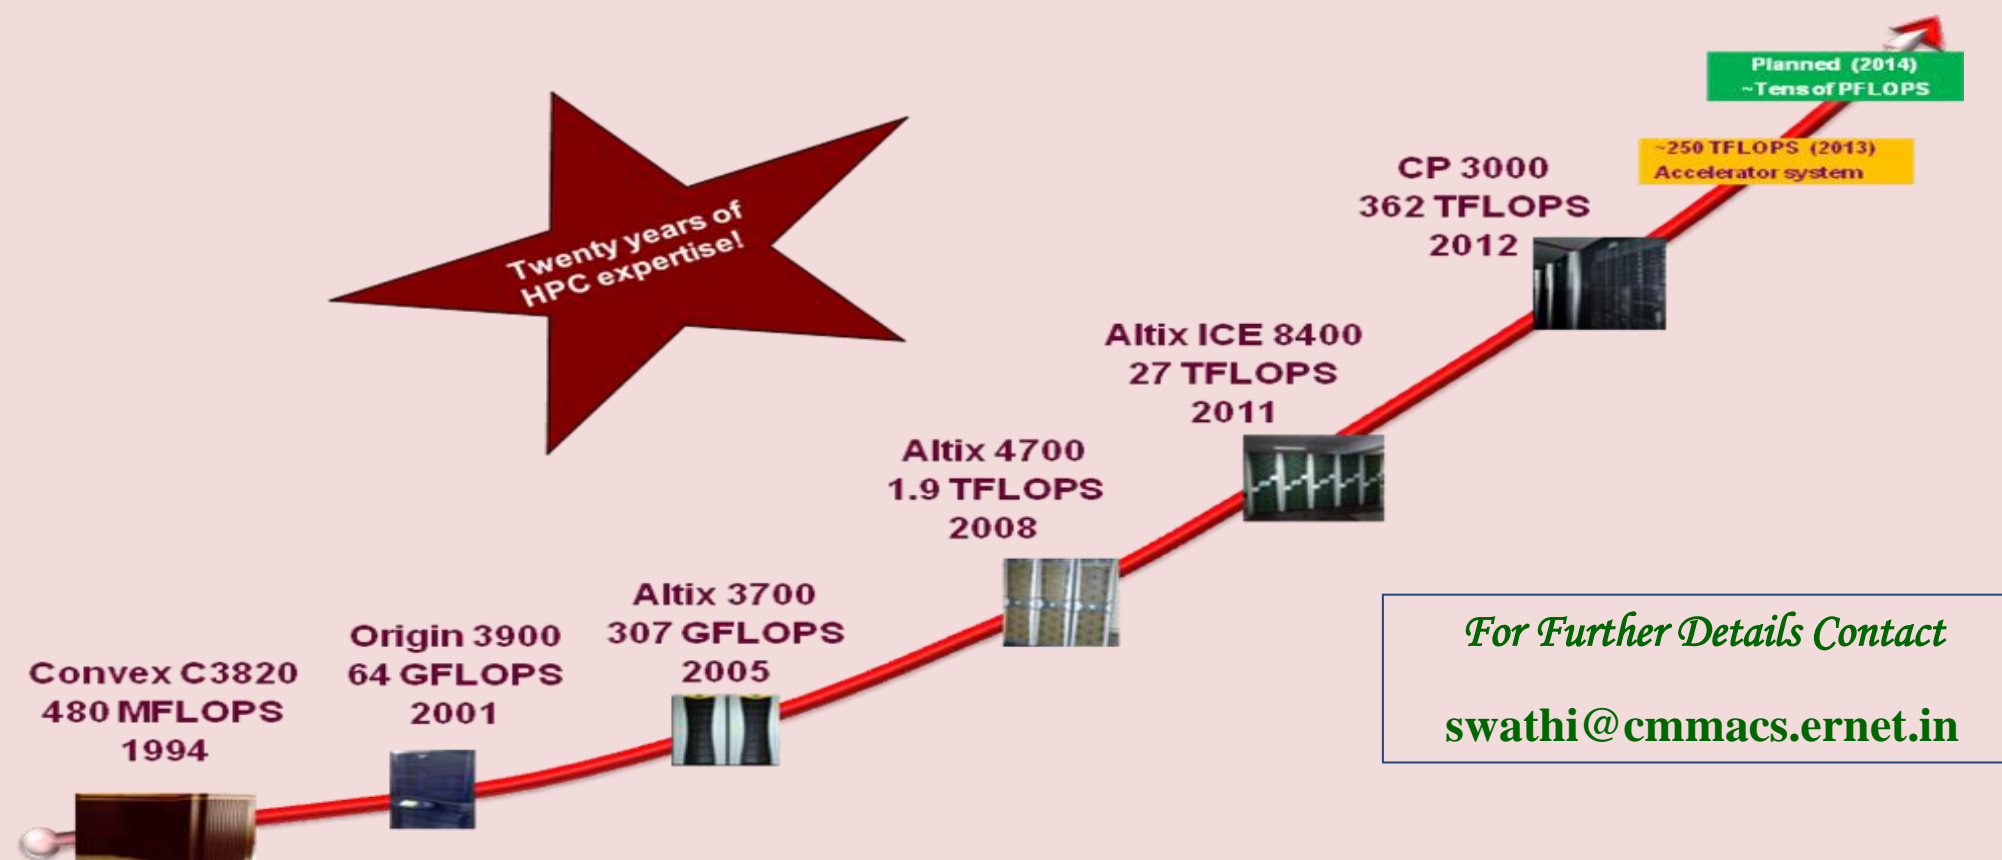 Planned (2014)
~Tens of PFLOPS
~250 TFLOPS (2013)
Accelerator system
CP 3000
362 TFLOPS
2012
Twenty years of
HPC expertise!
Altix ICE 8400
27 TFLOPS
2011
Altix 4700
1.9 TFLOPS
2008
Altix 3700
307 GFLOPS
2005
Origin 3900
64 GFLOPS
2001
Convex C3820
480 MFLOPS
1994
For Further Details Contact
swathi@cmmacs.ernet.in